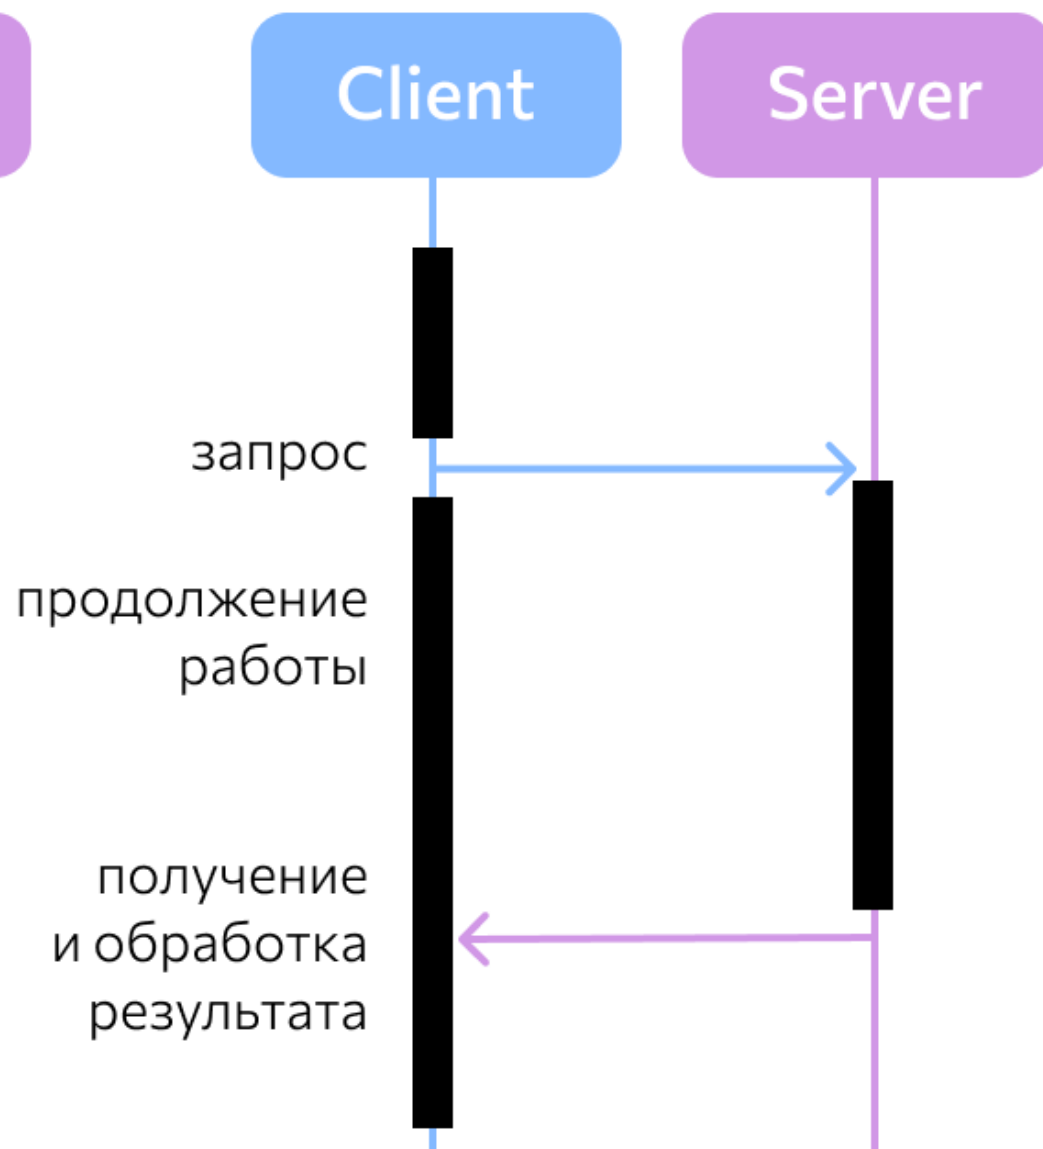 Client
Server
запрос
продолжение
работы
получение
и обработка
результата